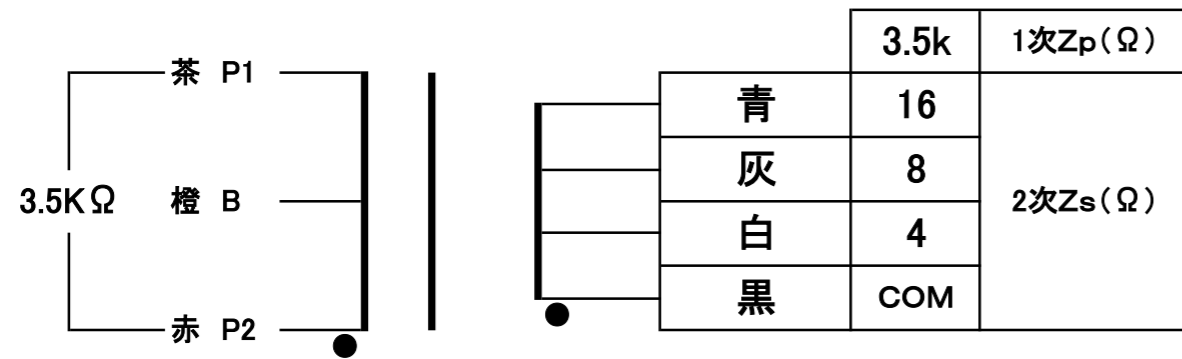 3.5k 1次Zp(Ω)
茶 P1
青 16
灰 8
3.5KΩ 橙 B
2次Zs(Ω)
白 4
黒 COM
赤 P2